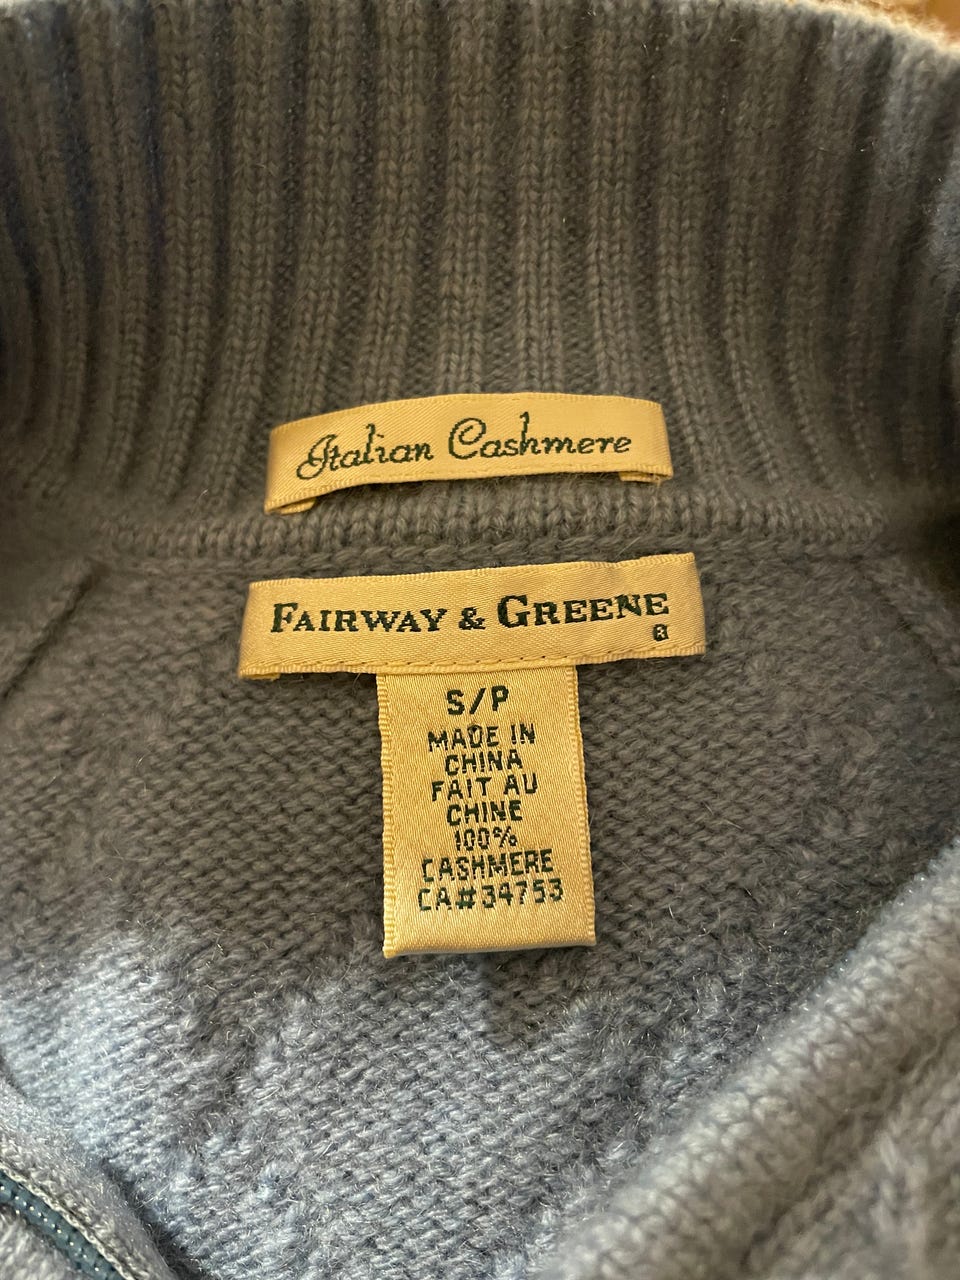 Italian Cashmere
FAIRWAY & GREENE
®
S/P
MADE IN
CHINA
FAIT AU
CHINE
100%
CASHMERE
CA#34753